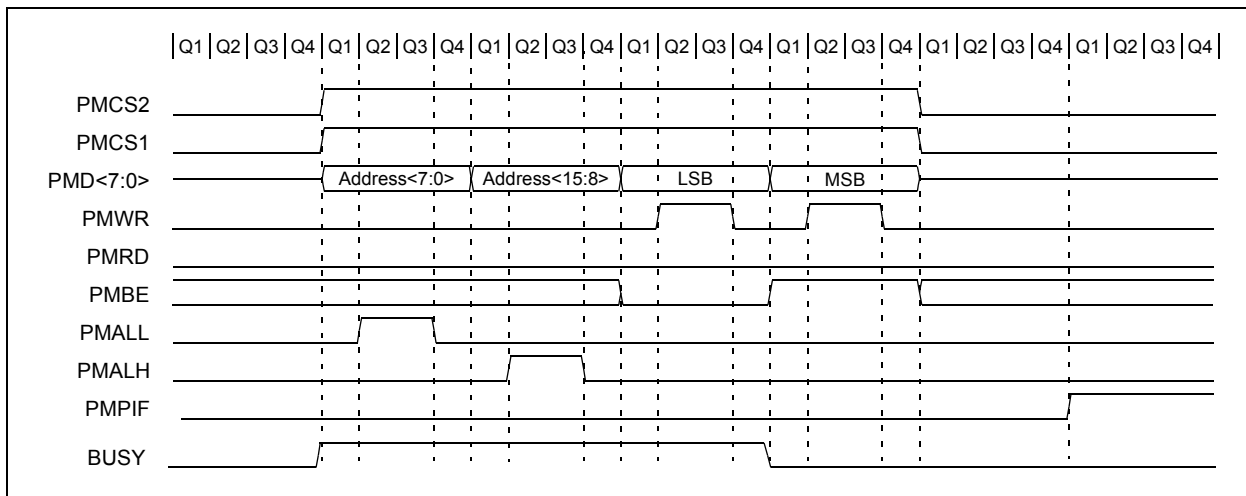 Q1 Q2 Q3 Q4 Q1 Q2 Q3 Q4 Q1 Q2 Q3 Q4 Q1 Q2 Q3 Q4 Q1 Q2 Q3 Q4 Q1 Q2 Q3 Q4 Q1 Q2 Q3 Q4
PMCS2
PMCS1
PMD<7:0> Address<7:0> Address<15:8> LSB MSB
PMWR
PMRD
PMBE
PMALL
PMALH
PMPIF
BUSY